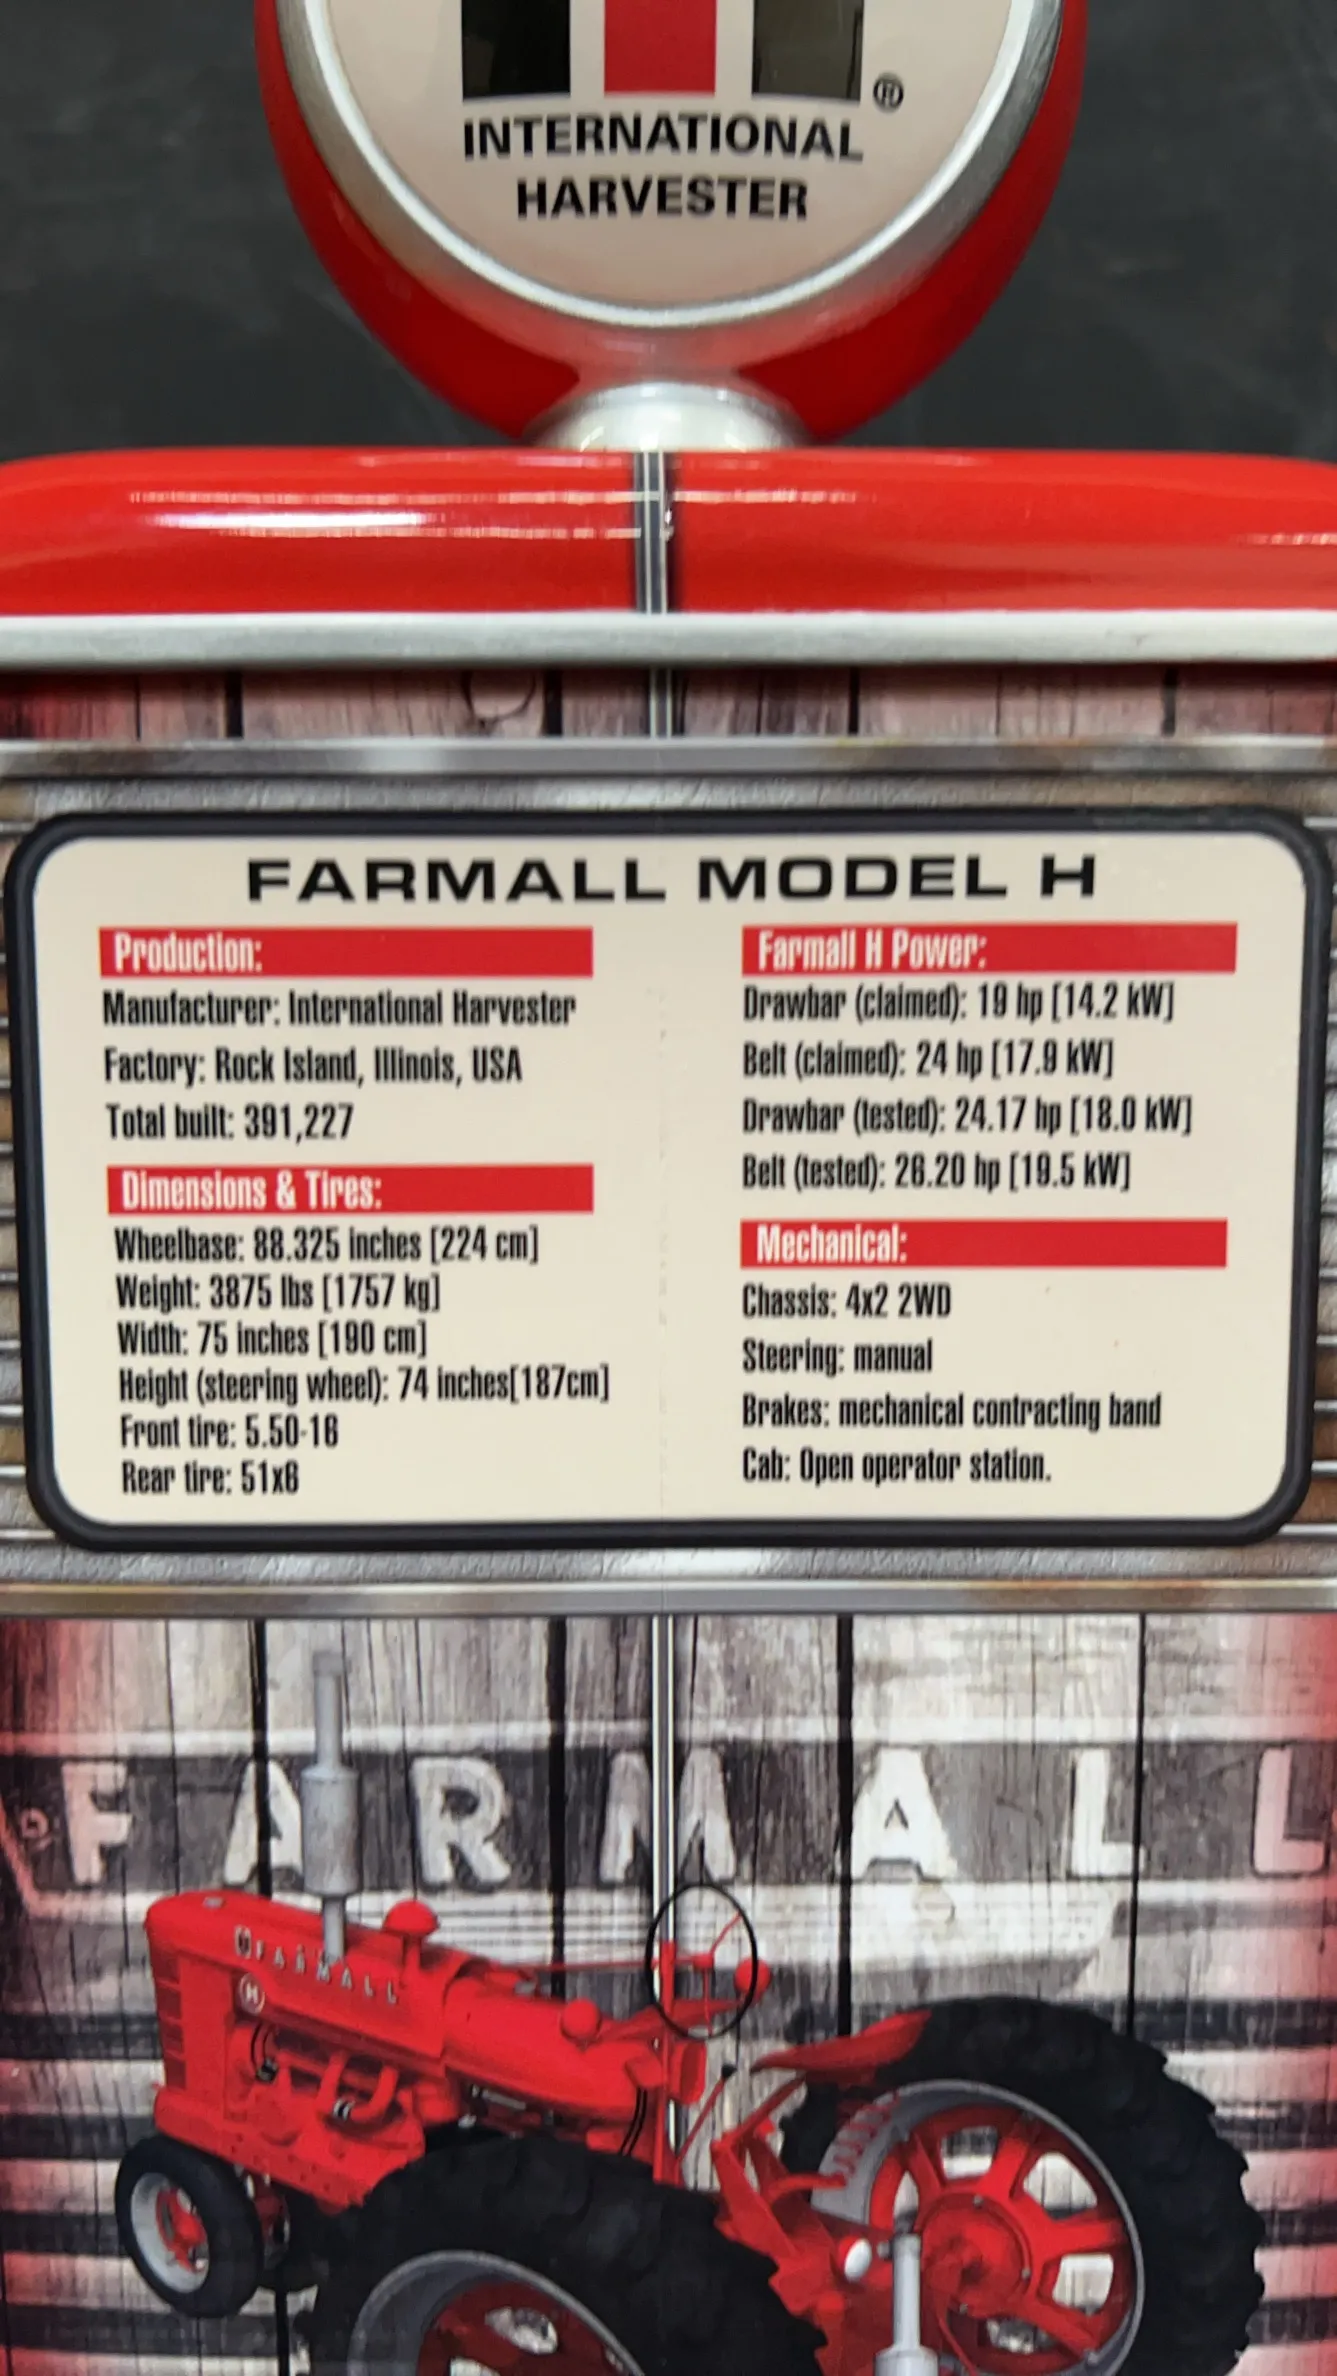 ®
INTERNATIONAL
HARVESTER
FARMALL MODEL H
Production:
Manufacturer: International Harvester
Factory: Rock Island, Illinois, USA
Total built: 391,227
Dimensions & Tires:
Wheelbase: 88.325 inches [224 cm]
Weight: 3875 lbs [1757 kg]
Width: 75 inches [190 cm]
Height (steering wheel): 74 inches[187cm]
Front tire: 5.50-16
Rear tire: 51x6
Farmall H Power:
Drawbar (claimed): 19 hp [14.2 kW]
Belt (claimed): 24 hp [17.9 kW]
Drawbar (tested): 24.17 hp [18.0 kW]
Belt (tested): 26.20 hp [19.5 kW]
Mechanical:
Chassis: 4x2 2WD
Steering: manual
Brakes: mechanical contracting band
Cab: Open operator station.
FARMALL
FARMALL
H